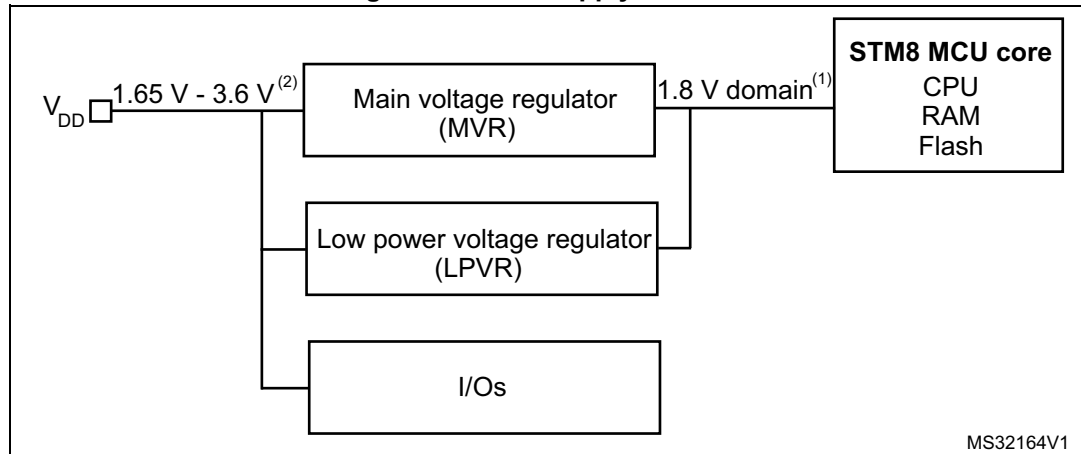 V_DD
1.65 V - 3.6 V(2)
Main voltage regulator
(MVR)
1.8 V domain(1)
STM8 MCU core
CPU
RAM
Flash
Low power voltage regulator
(LPVR)
I/Os
MS32164V1